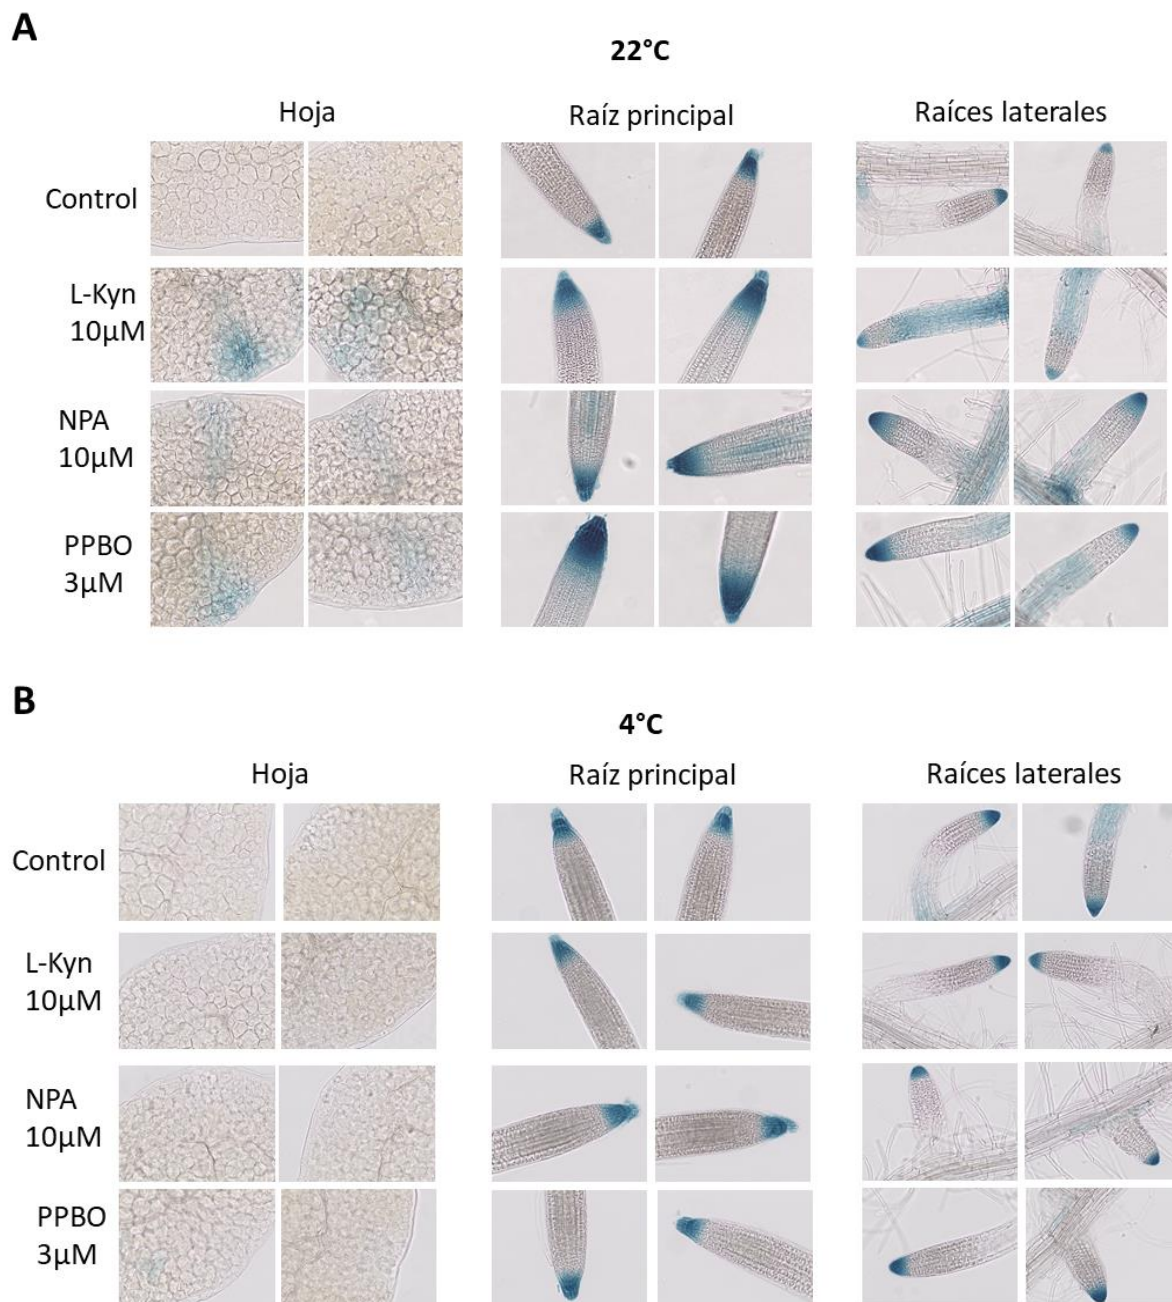 A
22°C
Hoja
Raíz principal
Raíces laterales
Control
L-Kyn
10µM
NPA
10µM
PPBO
3µM
B
4°C
Hoja
Raíz principal
Raíces laterales
Control
L-Kyn
10µM
NPA
10µM
PPBO
3µM